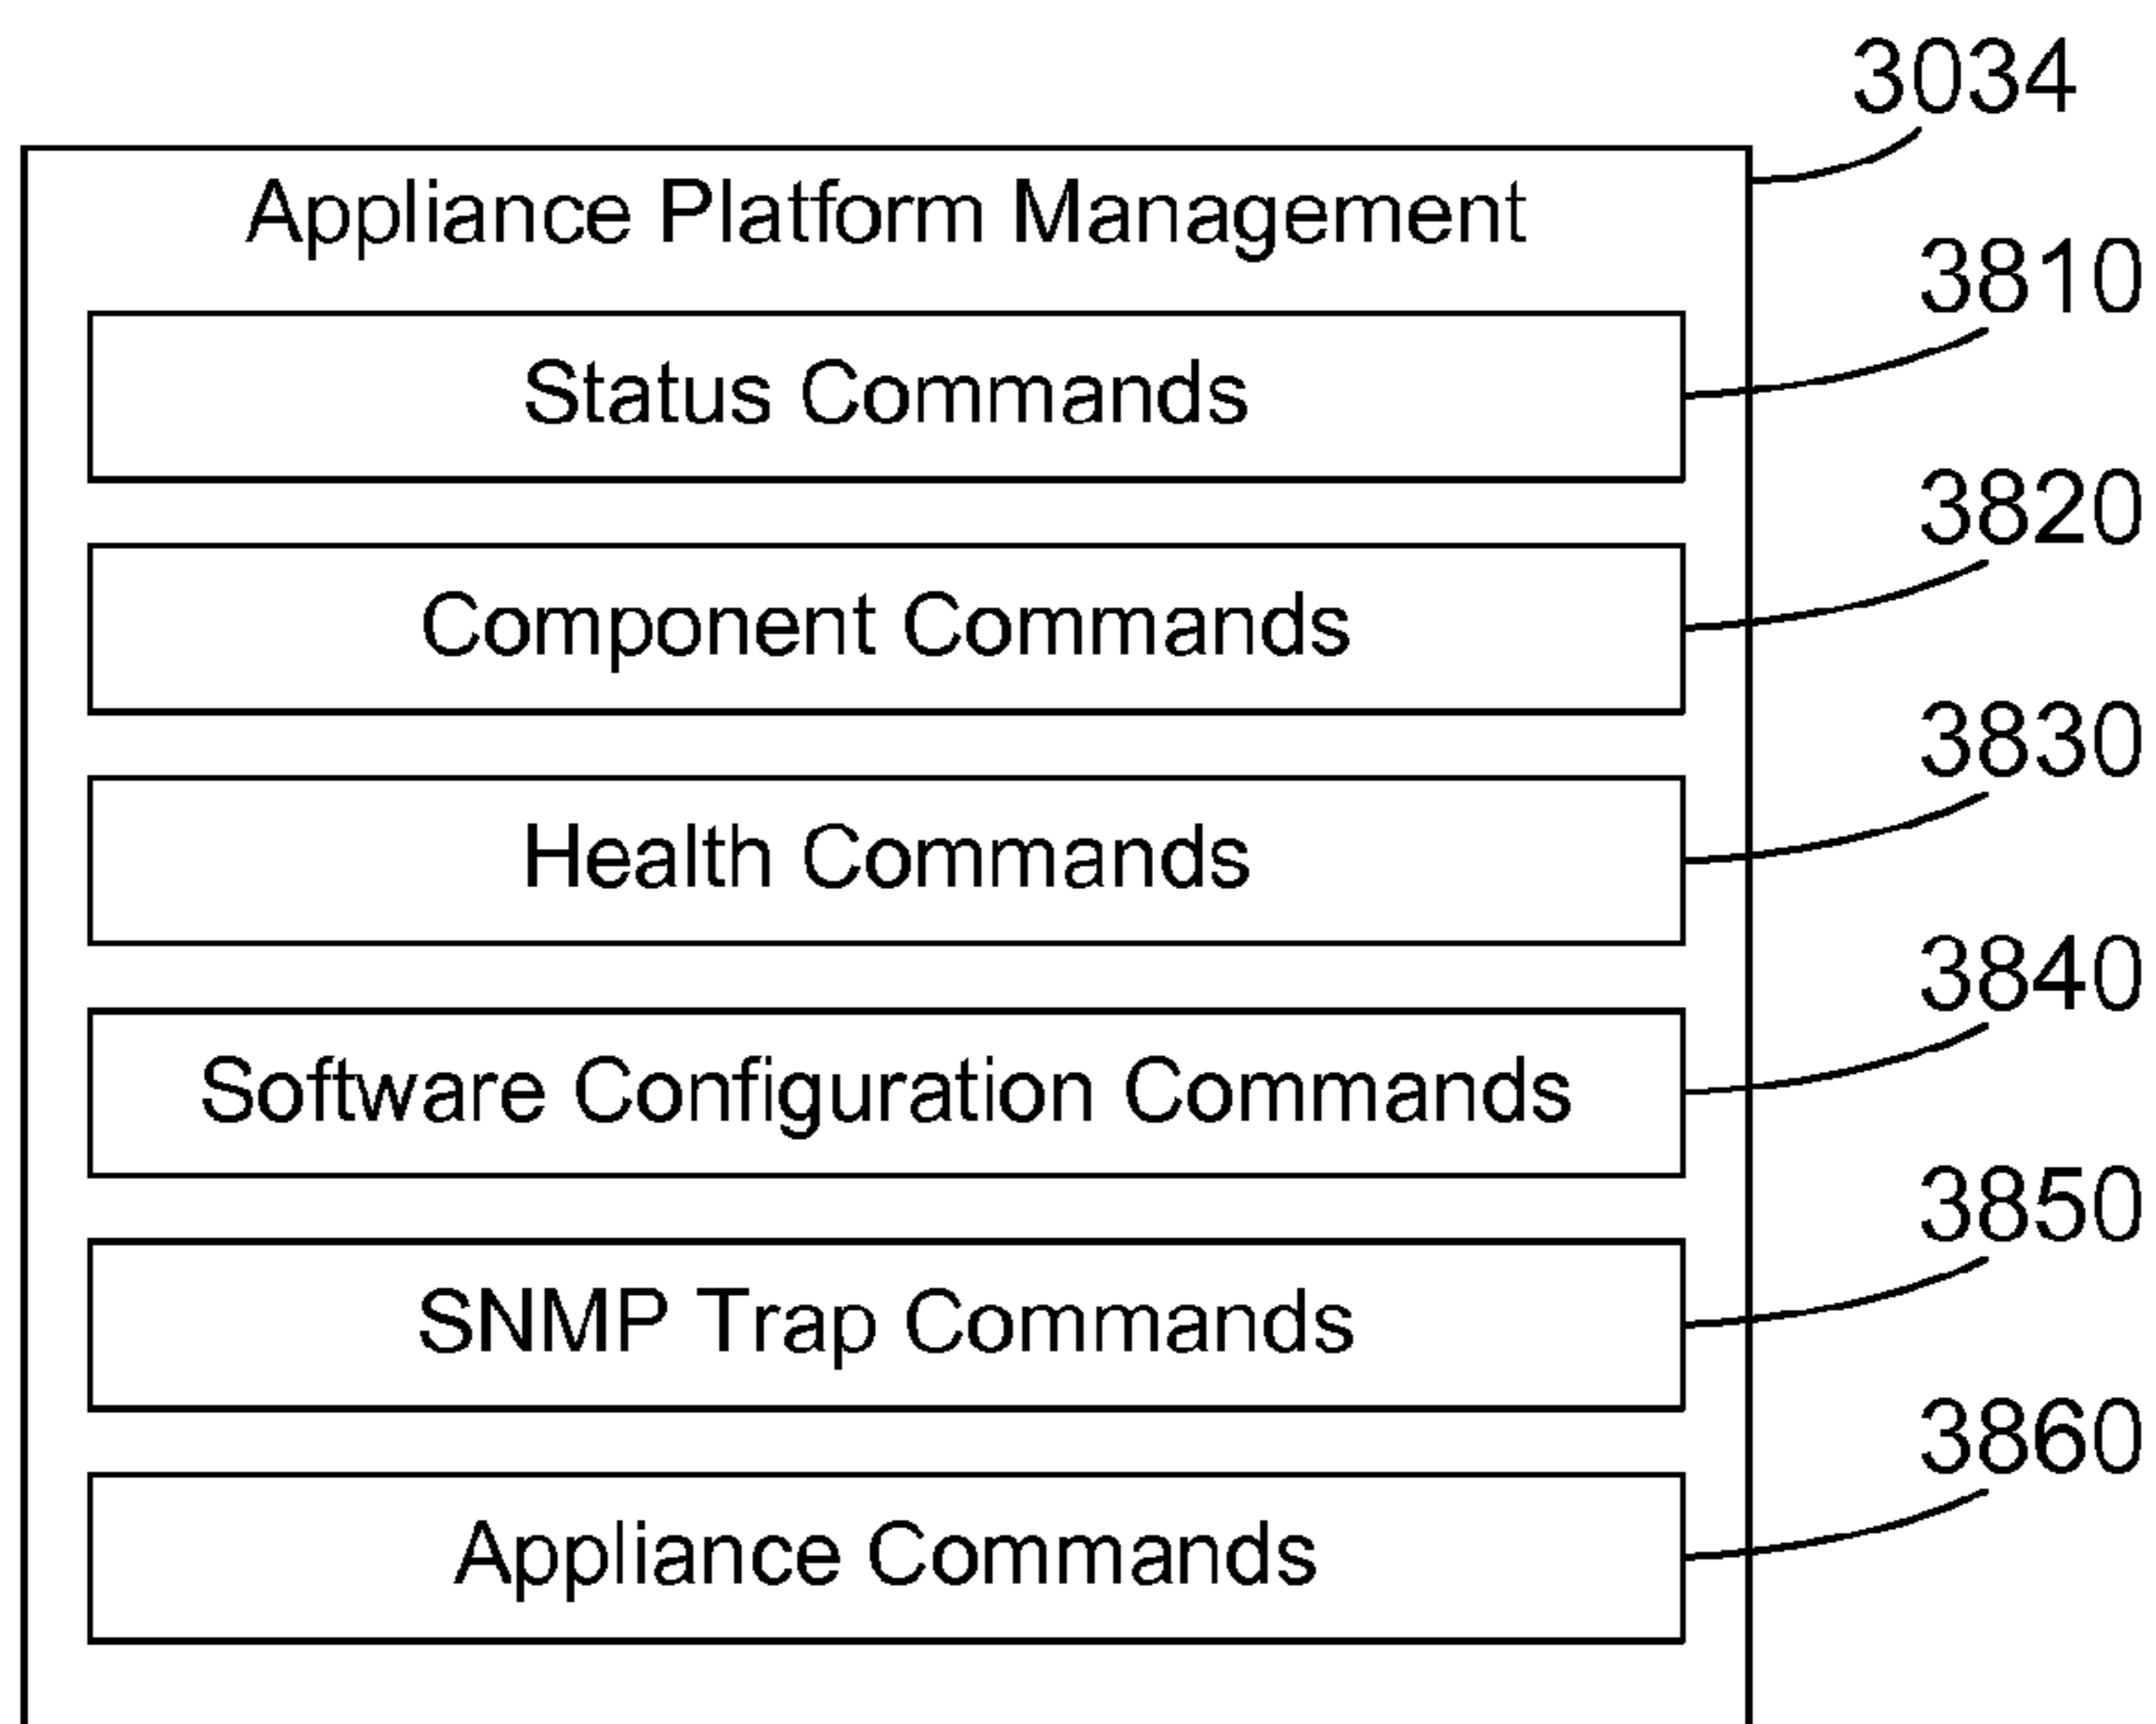 3034
Appliance Platform Management
3810
Status Commands
3820
Component Commands
3830
Health Commands
3840
Software Configuration Commands
3850
SNMP Trap Commands
3860
Appliance Commands